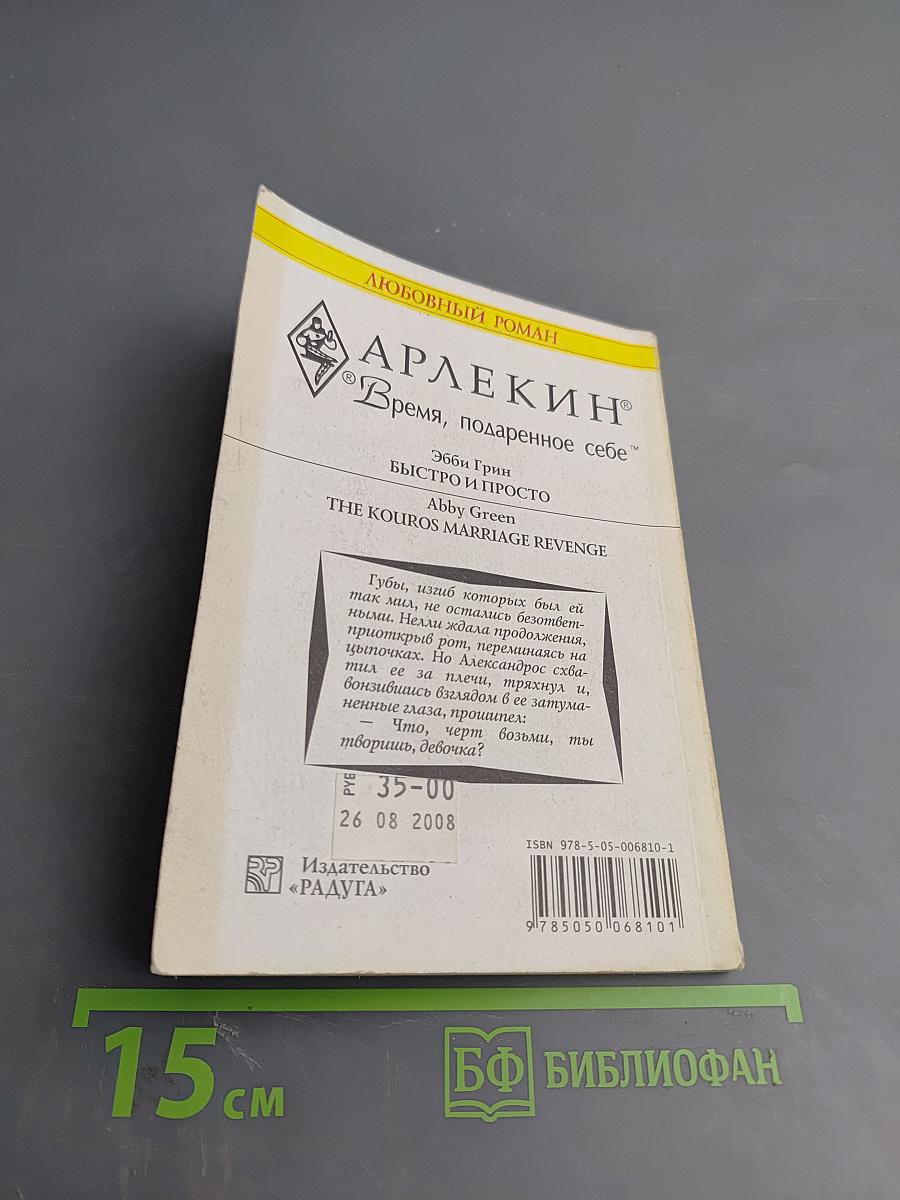 ЛЮБОВНЫЙ РОМАН
АРЛЕКИН®
® Время, подаренное себе™
Эбби Грин
БЫСТРО И ПРОСТО
Abby Green
THE KOUROS MARRIAGE REVENGE
Губы, изгиб которых был ей
так мил, не остались безответ-
ными. Нелли ждала продолжения,
приоткрыв рот, переминаясь на
цыпочках. Но Александрос схва-
тил ее за плечи, тряхнул и,
вонзившись взглядом в ее затума-
ненные глаза, прошипел:
— Что, черт возьми, ты
творишь, девочка?
РУБ 35-00
26 08 2008
Издательство
«РАДУГА»
ISBN 978-5-05-006810-1
9 785050 068101
15 см
БФ БИБЛИОФАН